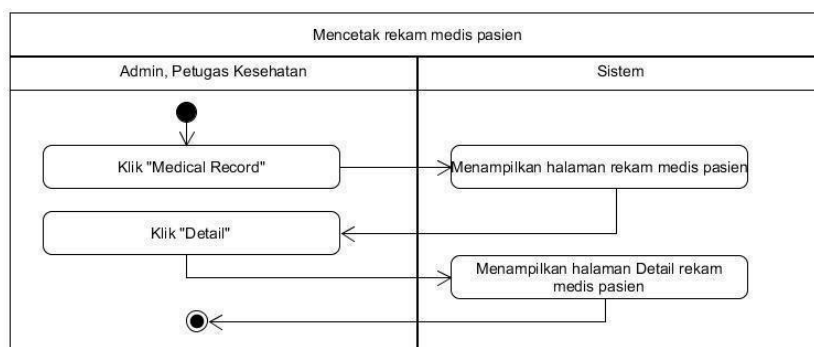 Mencetak rekam medis pasien
Admin, Petugas Kesehatan
Sistem
Klik "Medical Record"
Menampilkan halaman rekam medis pasien
Klik "Detail"
Menampilkan halaman Detail rekam
medis pasien